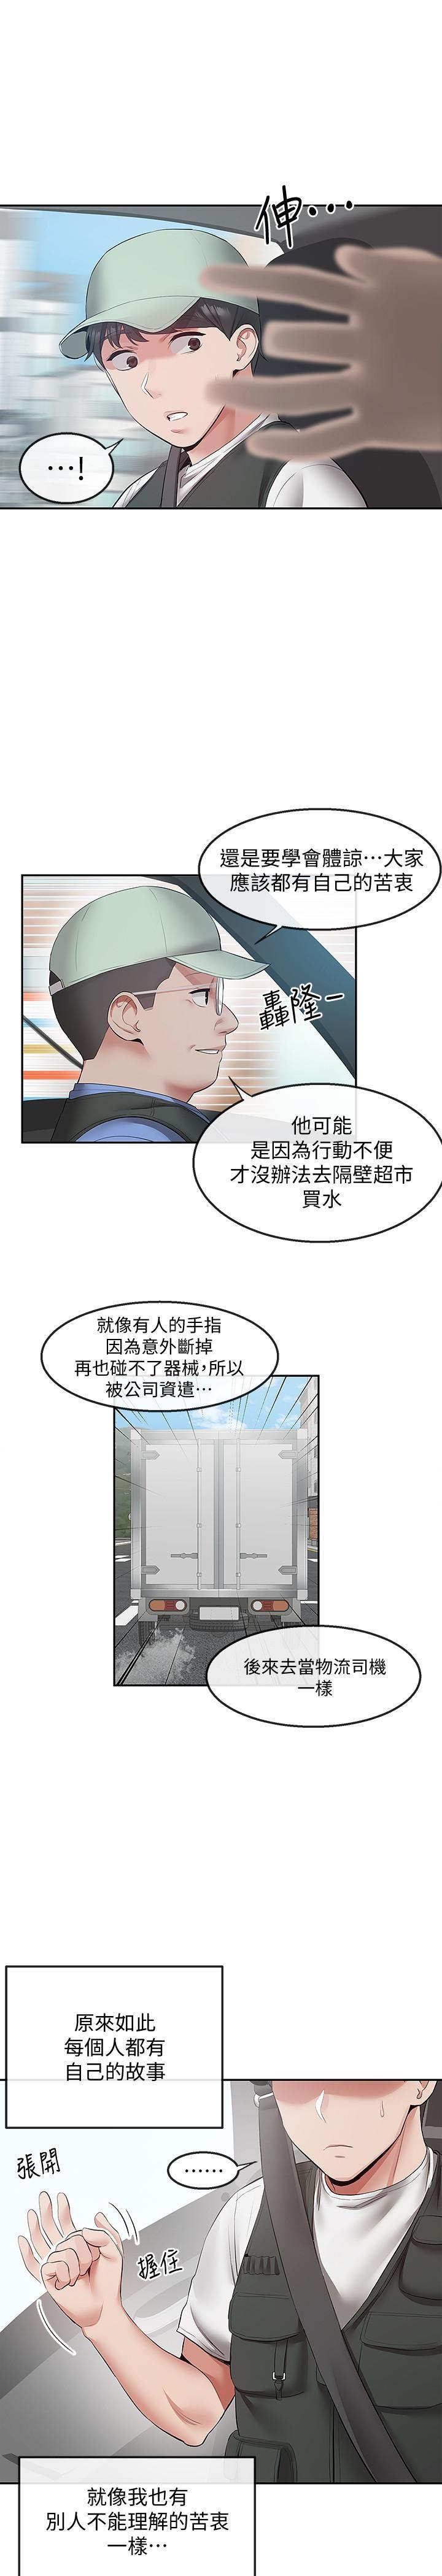 伸…
…!
還是要學會體諒…大家
應該都有自己的苦衷
轟隆-
他可能
是因為行動不便
才沒辦法去隔壁超市
買水
就像有人的手指
因為意外斷掉
再也碰不了器械,所以
被公司資遣…
後來去當物流司機
一樣
原來如此
每個人都有
自己的故事
張開
……
握住
就像我也有
別人不能理解的苦衷
一樣…